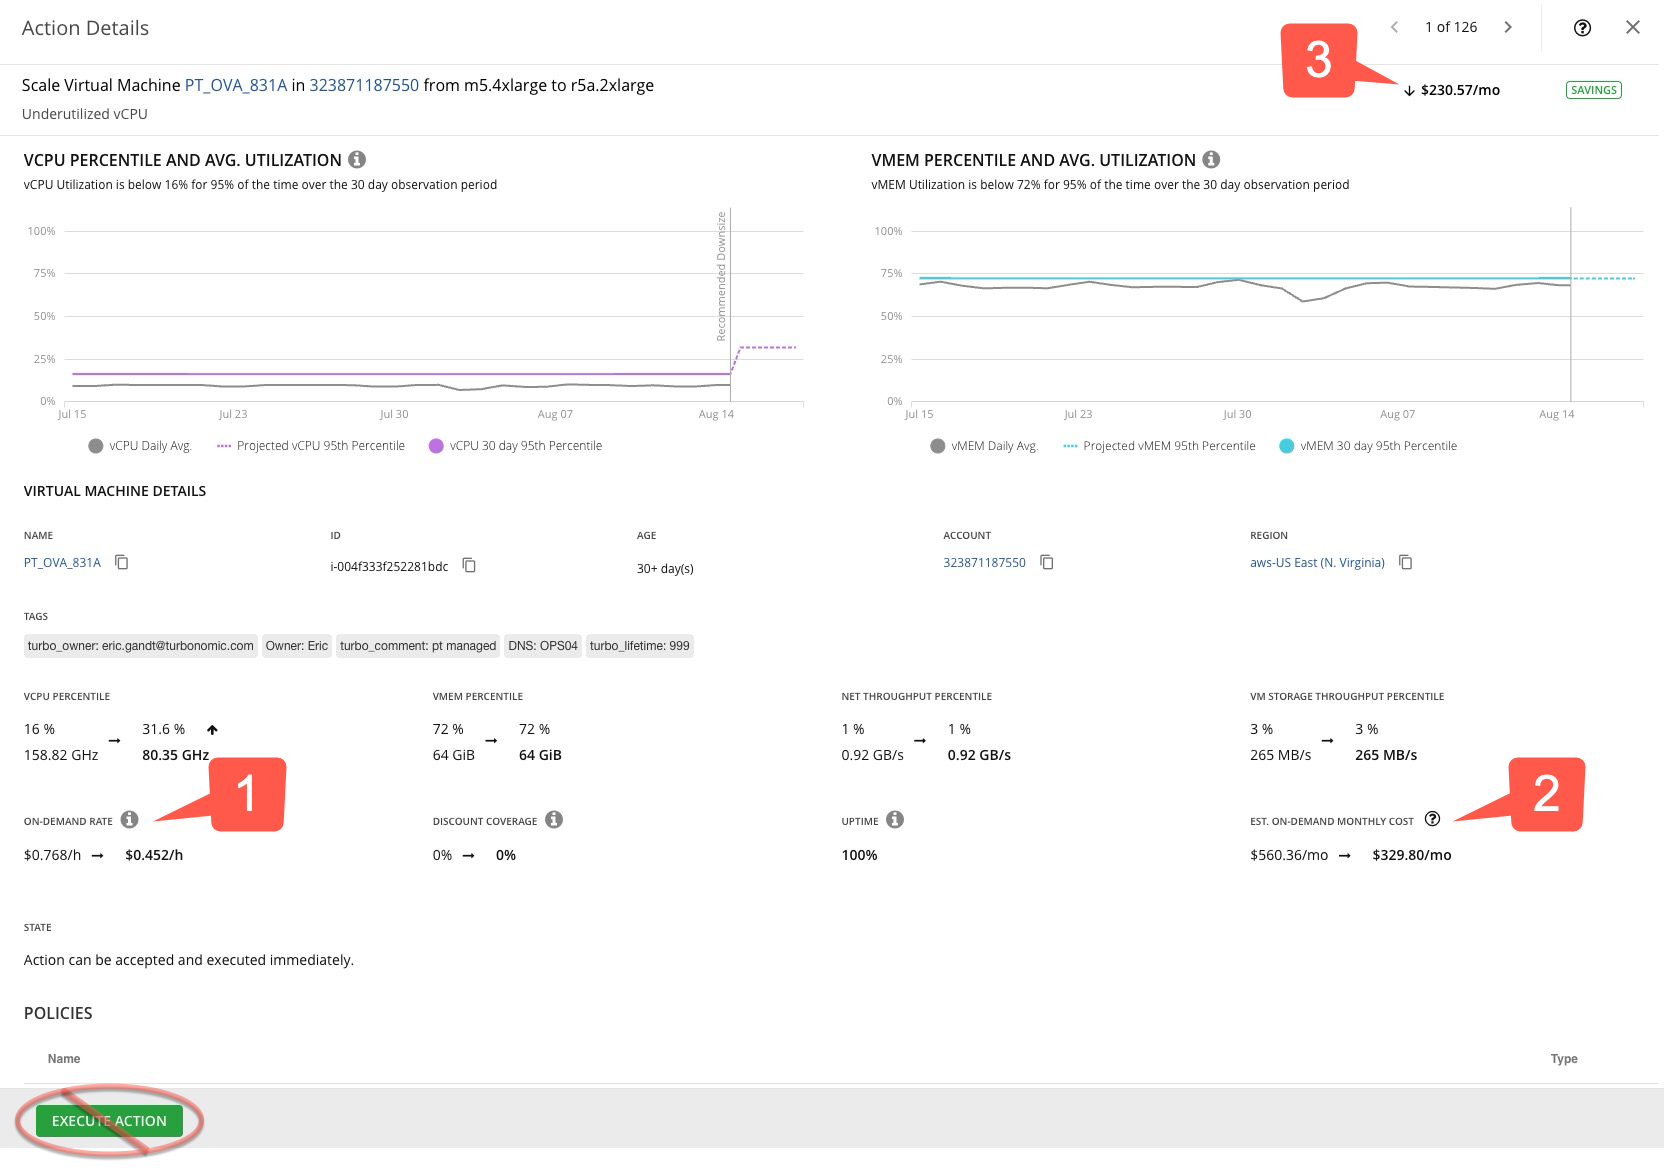 Action Details
1 of 126
3
Scale Virtual Machine PT_OVA_831A in 323871187550 from m5.4xlarge to r5a.2xlarge
$230.57/mo
SAVINGS
Underutilized vCPU
VCPU PERCENTILE AND AVG. UTILIZATION
vCPU Utilization is below 16% for 95% of the time over the 30 day observation period
100%
75%
50%
25%
0%
Recommended Downsize
Jul 15 Jul 23 Jul 30 Aug 07 Aug 14
vCPU Daily Avg. Projected vCPU 95th Percentile vCPU 30 day 95th Percentile
VMEM PERCENTILE AND AVG. UTILIZATION
vMEM Utilization is below 72% for 95% of the time over the 30 day observation period
100%
75%
50%
25%
0%
Jul 15 Jul 23 Jul 30 Aug 07 Aug 14
vMEM Daily Avg. Projected vMEM 95th Percentile vMEM 30 day 95th Percentile
VIRTUAL MACHINE DETAILS
NAME ID AGE ACCOUNT REGION
PT_OVA_831A i-004f333f252281bdc 30+ day(s) 323871187550 aws-US East (N. Virginia)
TAGS
turbo_owner: eric.gandt@turbonomic.com Owner: Eric turbo_comment: pt managed DNS: OPS04 turbo_lifetime: 999
VCPU PERCENTILE VMEM PERCENTILE NET THROUGHPUT PERCENTILE VM STORAGE THROUGHPUT PERCENTILE
16 % → 31.6 % ↑ 72 % → 72 % 1 % → 1 % 3 % → 3 %
158.82 GHz 80.35 GHz 64 GiB 64 GiB 0.92 GB/s 0.92 GB/s 265 MB/s 265 MB/s
1 2
ON-DEMAND RATE DISCOUNT COVERAGE UPTIME EST. ON-DEMAND MONTHLY COST
$0.768/h → $0.452/h 0% → 0% 100% $560.36/mo → $329.80/mo
STATE
Action can be accepted and executed immediately.
POLICIES
Name Type
EXECUTE ACTION